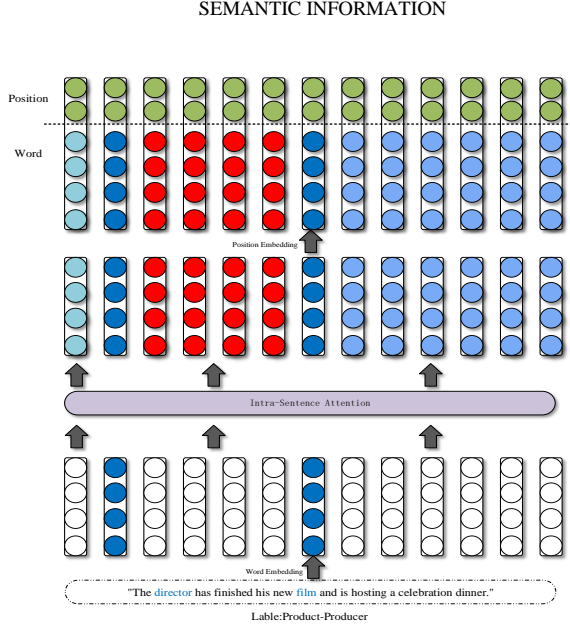 SEMANTIC INFORMATION
Position
Word
Position Embedding
Intra-Sentence Attention
Word Embedding
"The director has finished his new film and is hosting a celebration dinner."
Lable:Product-Producer